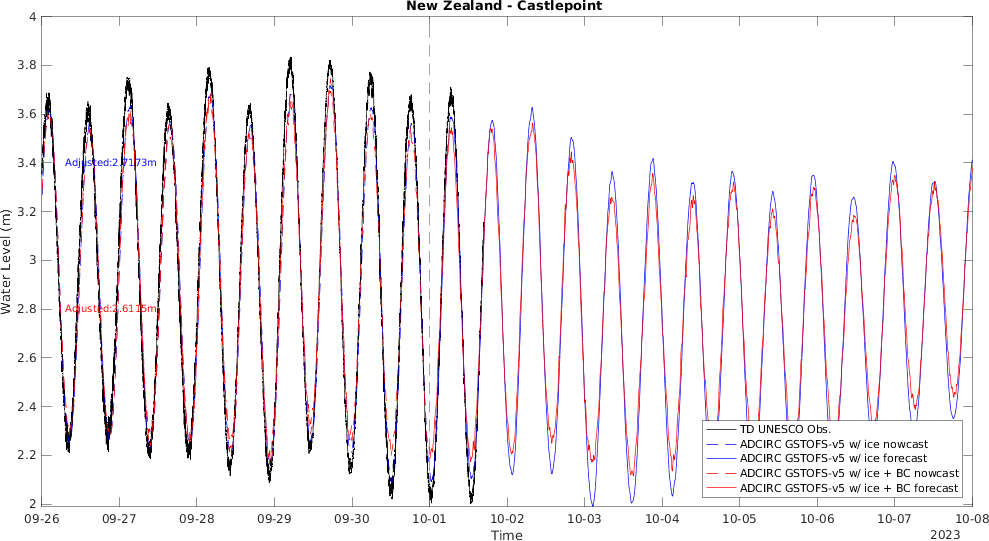 New Zealand - Castlepoint
4
3.8
3.6
3.4
3.2
3
2.8
2.6
2.4
2.2
2
Water Level (m)
Adjusted:2.7173m
Adjusted:2.6115m
TD UNESCO Obs.
ADCIRC GSTOFS-v5 w/ ice nowcast
ADCIRC GSTOFS-v5 w/ ice forecast
ADCIRC GSTOFS-v5 w/ ice + BC nowcast
ADCIRC GSTOFS-v5 w/ ice + BC forecast
09-26 09-27 09-28 09-29 09-30 10-01 10-02 10-03 10-04 10-05 10-06 10-07 10-08
Time
2023